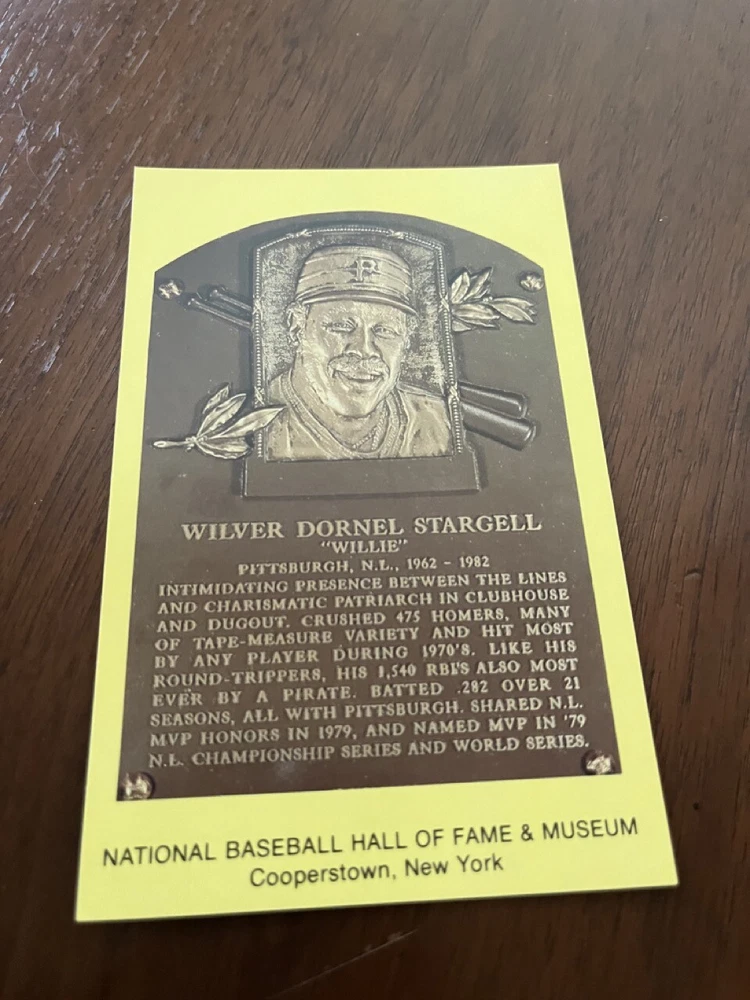 P
WILVER DORNEL STARGELL
"WILLIE"
PITTSBURGH, N.L., 1962 - 1982
INTIMIDATING PRESENCE BETWEEN THE LINES
AND CHARISMATIC PATRIARCH IN CLUBHOUSE
AND DUGOUT. CRUSHED 475 HOMERS, MANY
OF TAPE-MEASURE VARIETY AND HIT MOST
BY ANY PLAYER DURING 1970'S. LIKE HIS
ROUND-TRIPPERS, HIS 1,540 RBI'S ALSO MOST
EVER BY A PIRATE. BATTED .282 OVER 21
SEASONS, ALL WITH PITTSBURGH. SHARED N.L.
MVP HONORS IN 1979, AND NAMED MVP IN '79
N.L. CHAMPIONSHIP SERIES AND WORLD SERIES.
NATIONAL BASEBALL HALL OF FAME & MUSEUM
Cooperstown, New York